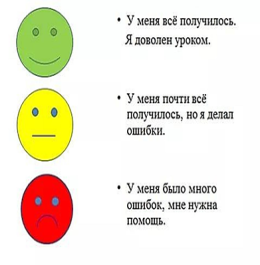 • У меня всё получилось.
Я доволен уроком.
• У меня почти всё
получилось, но я делал
ошибки.
• У меня было много
ошибок, мне нужна
помощь.